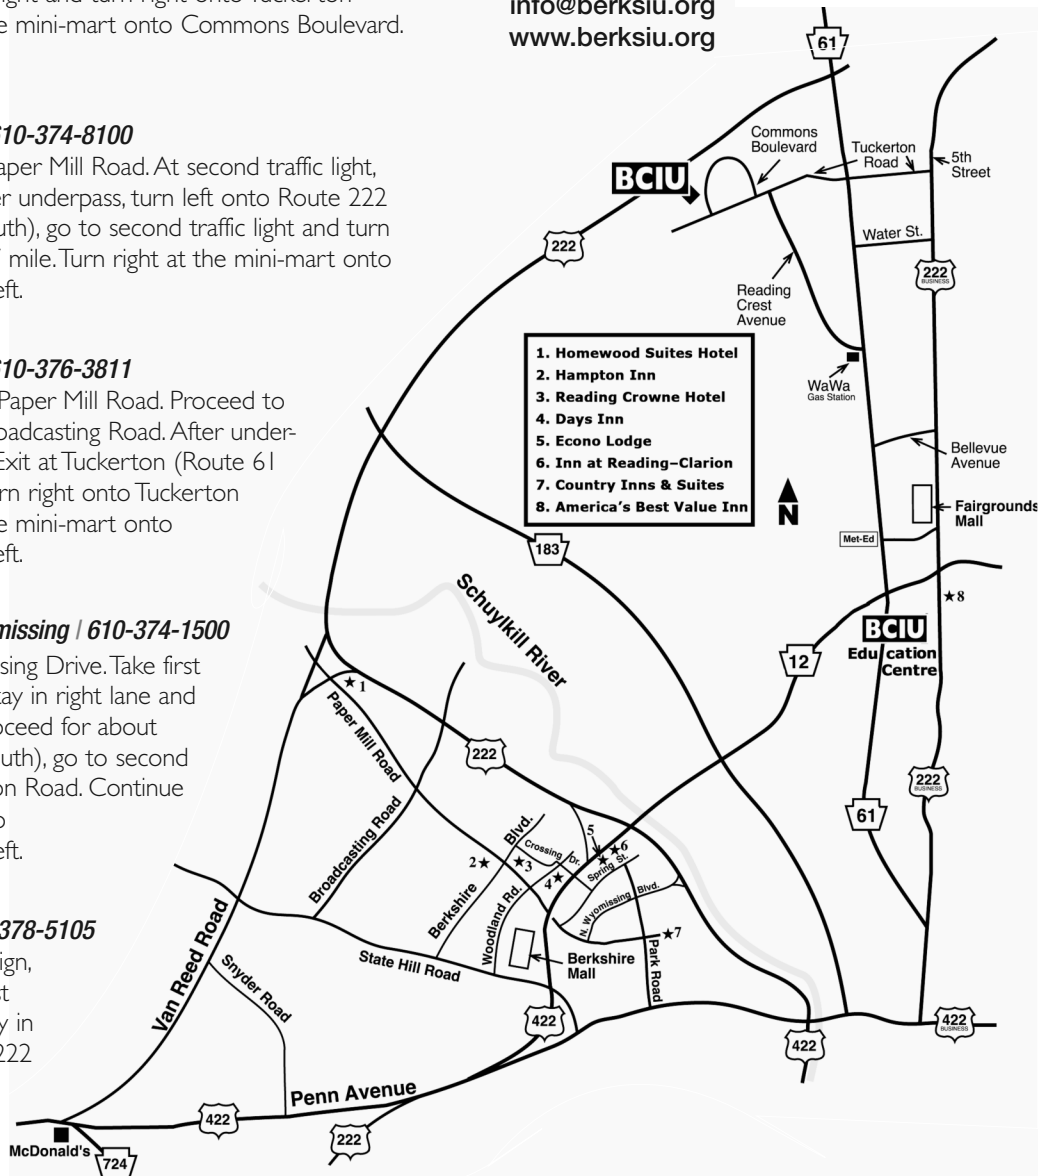 ght and turn right onto Tuckerton
e mini-mart onto Commons Boulevard.
info@berksiu.org
www.berksiu.org
610-374-8100
aper Mill Road. At second traffic light,
er underpass, turn left onto Route 222
uth), go to second traffic light and turn
mile. Turn right at the mini-mart onto
eft.
610-376-3811
Paper Mill Road. Proceed to
oadcasting Road. After under-
Exit at Tuckerton (Route 61
rn right onto Tuckerton
e mini-mart onto
eft.
missing | 610-374-1500
sing Drive. Take first
tay in right lane and
oceed for about
uth), go to second
on Road. Continue
o
eft.
378-5105
ign,
st
y in
222
61
Commons
Boulevard
Tuckerton
Road
5th
Street
BCIU
222
Water St.
222
BUSINESS
Reading
Crest
Avenue
1. Homewood Suites Hotel
2. Hampton Inn
3. Reading Crowne Hotel
4. Days Inn
5. Econo Lodge
6. Inn at Reading–Clarion
7. Country Inns & Suites
8. America's Best Value Inn
N
WaWa
Gas Station
Bellevue
Avenue
Fairgrounds
Mall
Met-Ed
183
Schuylkill River
8
BCIU
Education
Centre
12
1
Paper Mill Road
222
222
BUSINESS
61
Broadcasting Road
Blvd.
Crossing Dr.
5
6
2
3
4
Spring St.
Berkshire
Woodland Rd.
N. Wyomissing Blvd.
7
Berkshire
Mall
Park Road
State Hill Road
Van Reed Road
Snyder Road
422
422
422
BUSINESS
Penn Avenue
422
222
McDonald's
724